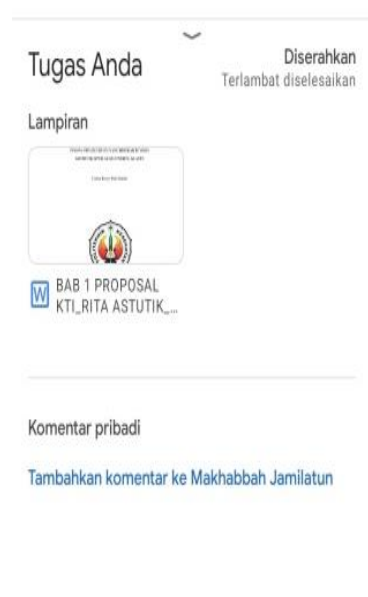 Tugas Anda
Diserahkan
Terlambat diselesaikan
Lampiran
W
BAB 1 PROPOSAL
KTI_RITA ASTUTIK_...
Komentar pribadi
Tambahkan komentar ke Makhabbah Jamilatun